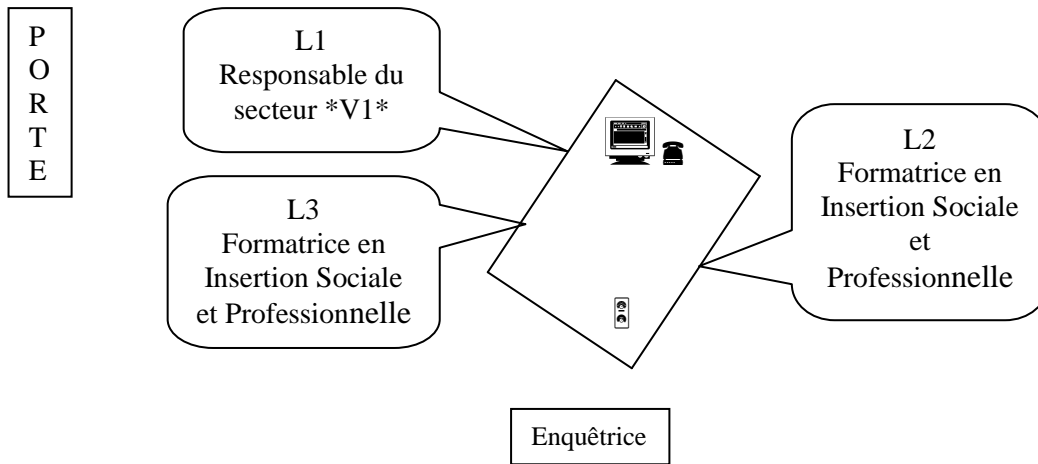 P
O
R
T
E
L1
Responsable du
secteur *V1*
L3
Formatrice en
Insertion Sociale
et Professionnelle
L2
Formatrice en
Insertion Sociale
et
Professionnelle
Enquêtrice